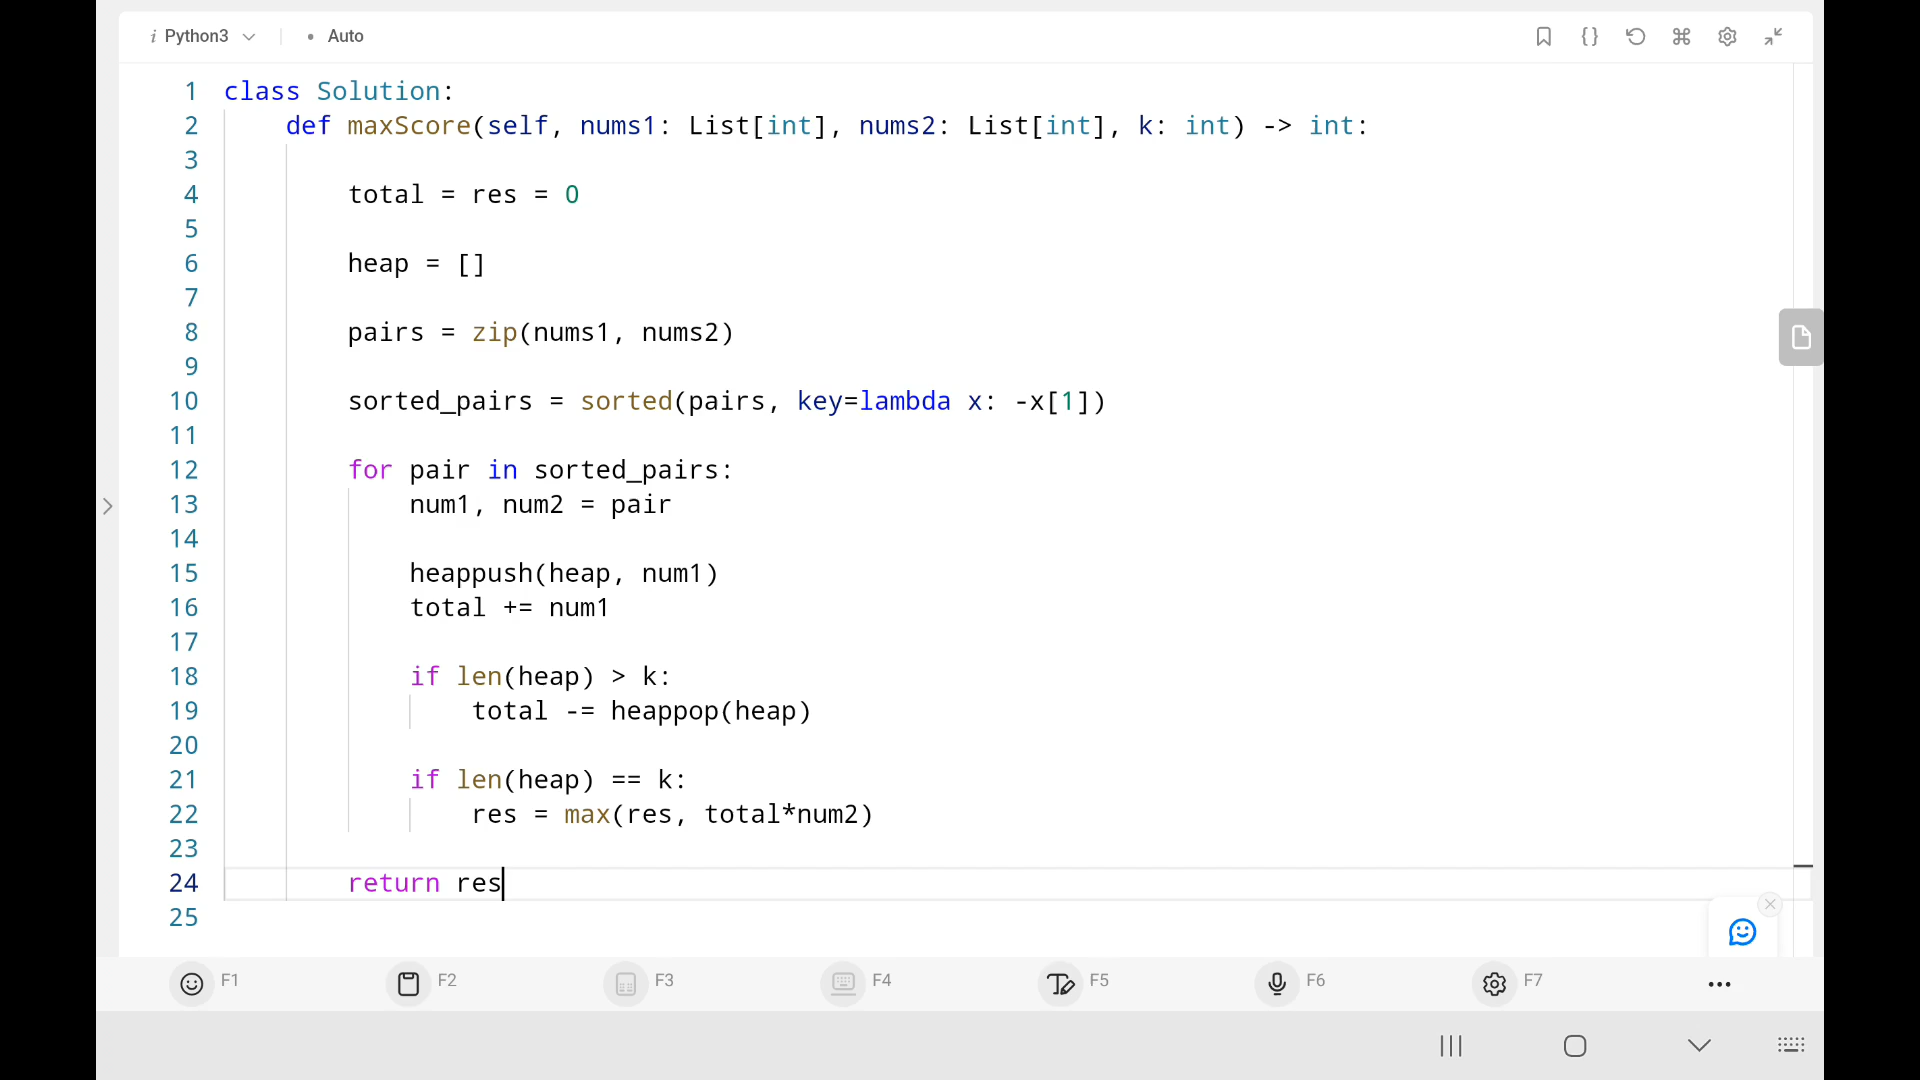 i Python3 • Auto
1 class Solution:
2 def maxScore(self, nums1: List[int], nums2: List[int], k: int) -> int:
3
4 total = res = 0
5
6 heap = []
7
8 pairs = zip(nums1, nums2)
9
10 sorted_pairs = sorted(pairs, key=lambda x: -x[1])
11
12 for pair in sorted_pairs:
13 num1, num2 = pair
14
15 heappush(heap, num1)
16 total += num1
17
18 if len(heap) > k:
19 total -= heappop(heap)
20
21 if len(heap) == k:
22 res = max(res, total*num2)
23
24 return res
25
F1 F2 F3 F4 F5 F6 F7